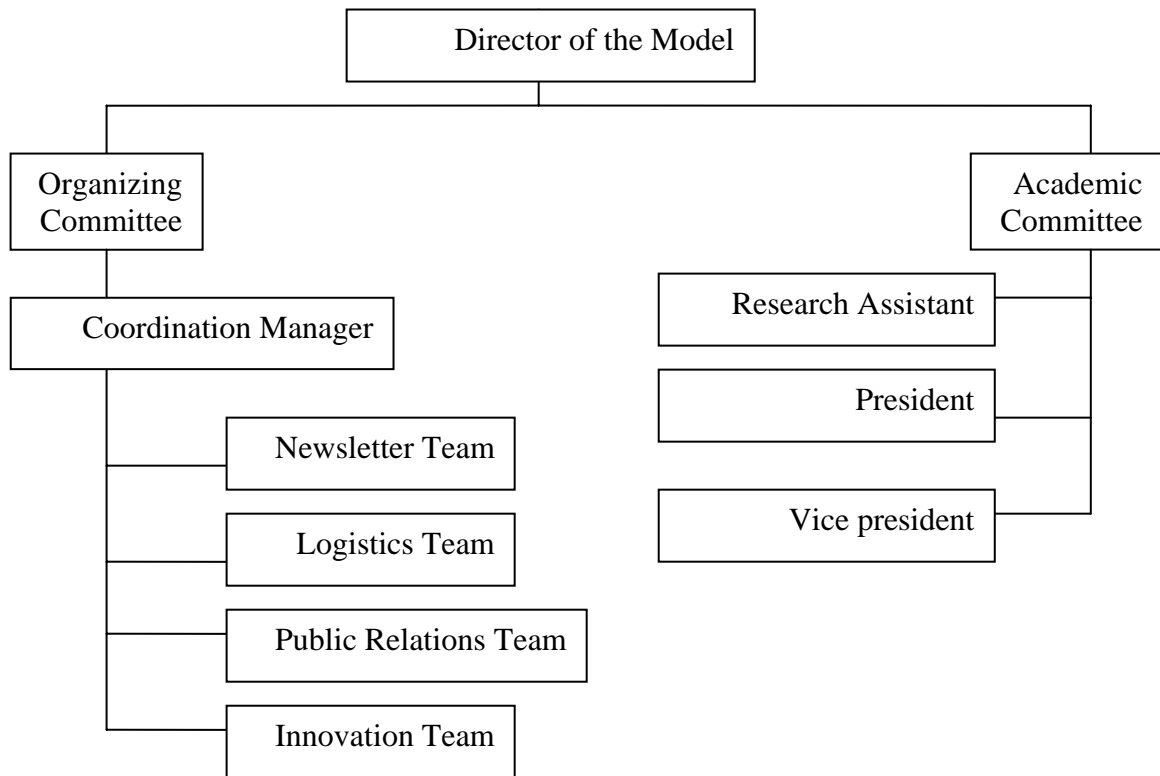 Director of the Model
Organizing
Committee
Academic
Committee
Coordination Manager
Research Assistant
President
Newsletter Team
Vice president
Logistics Team
Public Relations Team
Innovation Team